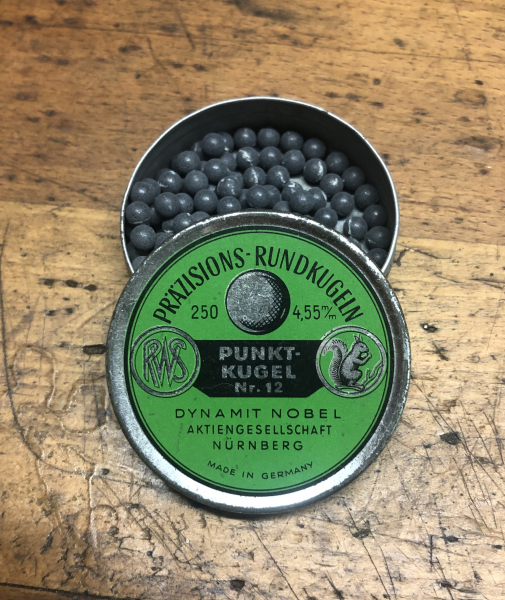 PRÄZISIONS-RUNDKUGELN
250 4,55 m/m
RWS
PUNKT-
KUGEL
Nr. 12
DYNAMIT NOBEL
AKTIENGESELLSCHAFT
NÜRNBERG
MADE IN GERMANY